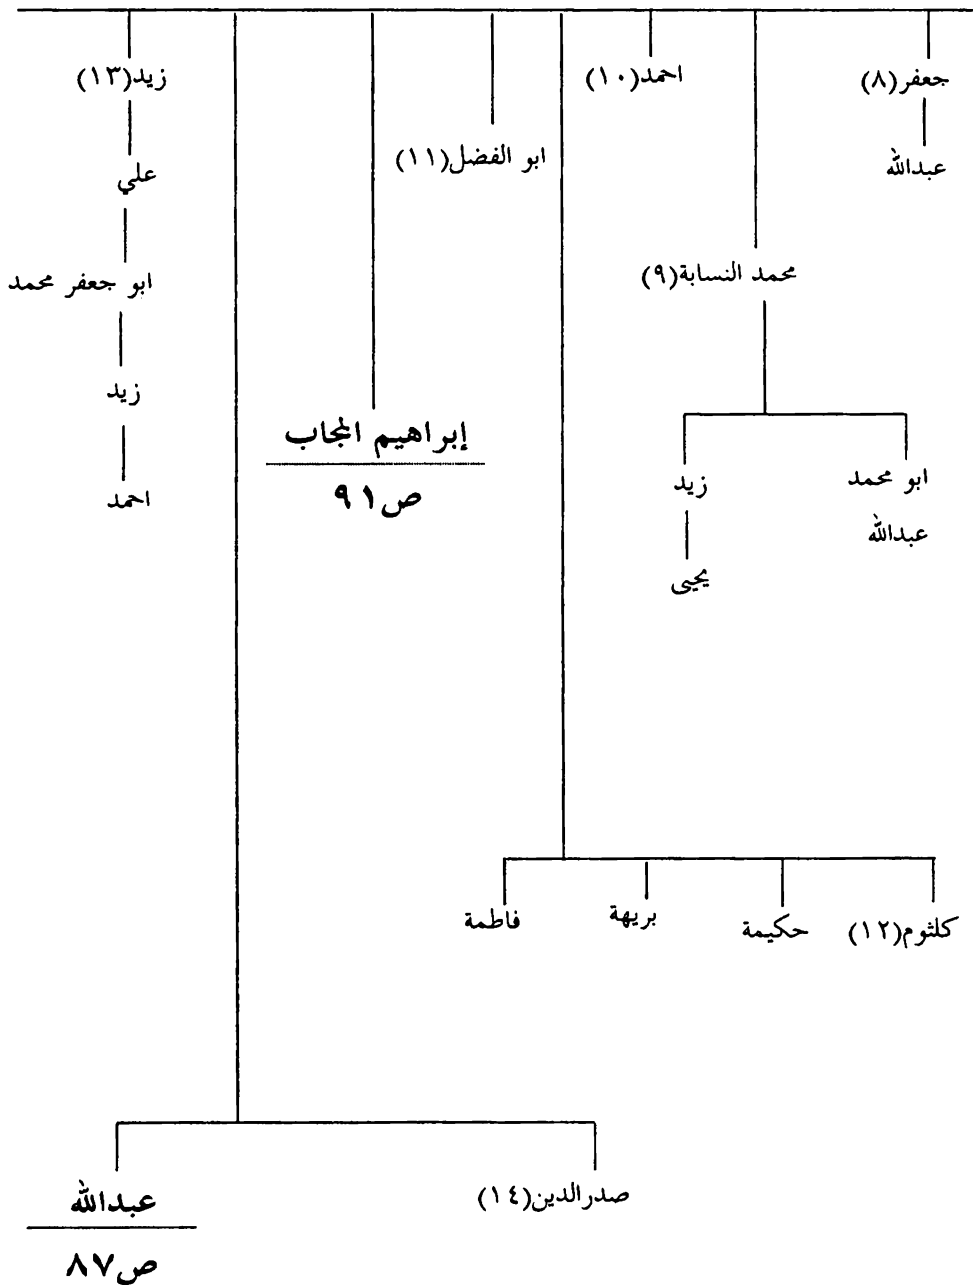 جعفر(٨)
احمد(١٠)
زيد(١٣)
عبدالله
ابو الفضل(١١)
علي
محمد النسابة(٩)
ابو جعفر محمد
زيد
إبراهيم المجاب
ص٩١
احمد
ابو محمد
عبدالله
زيد
يحيى
كلثوم(١٢)
حكيمة
بريهة
فاطمة
صدرالدين(١٤)
عبدالله
ص٨٧